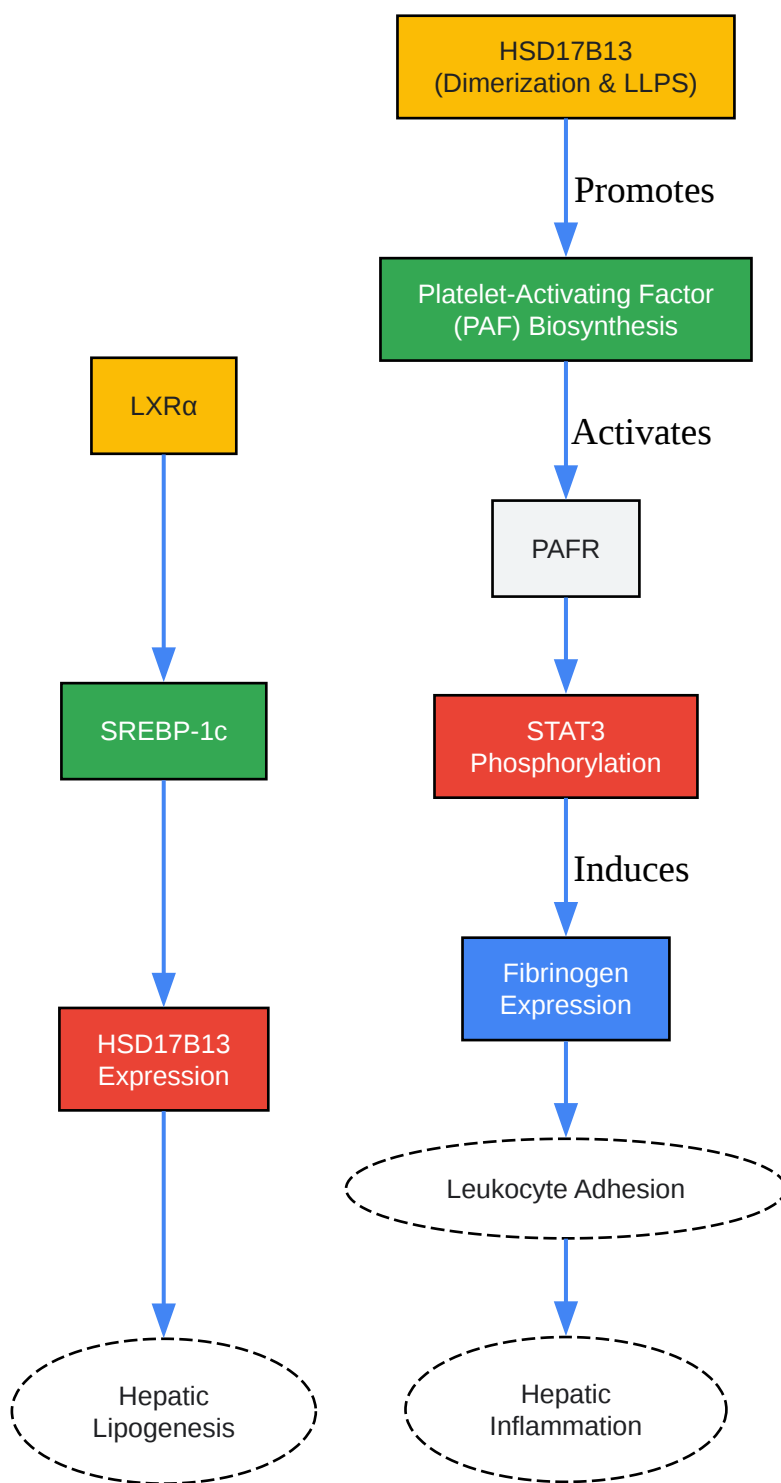 HSD17B13
(Dimerization & LLPS)
Promotes
Platelet-Activating Factor
(PAF) Biosynthesis
Activates
PAFR
STAT3
Phosphorylation
Induces
Fibrinogen
Expression
Leukocyte Adhesion
Hepatic
Inflammation
LXRα
SREBP-1c
HSD17B13
Expression
Hepatic
Lipogenesis